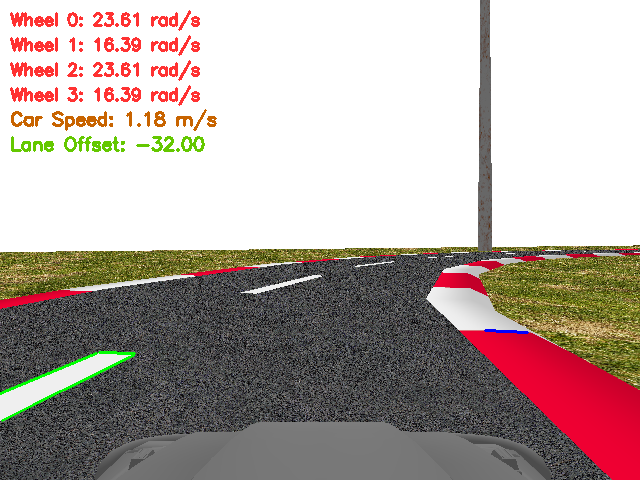 Wheel 0: 23.61 rad/s
Wheel 1: 16.39 rad/s
Wheel 2: 23.61 rad/s
Wheel 3: 16.39 rad/s
Car Speed: 1.18 m/s
Lane Offset: -32.00